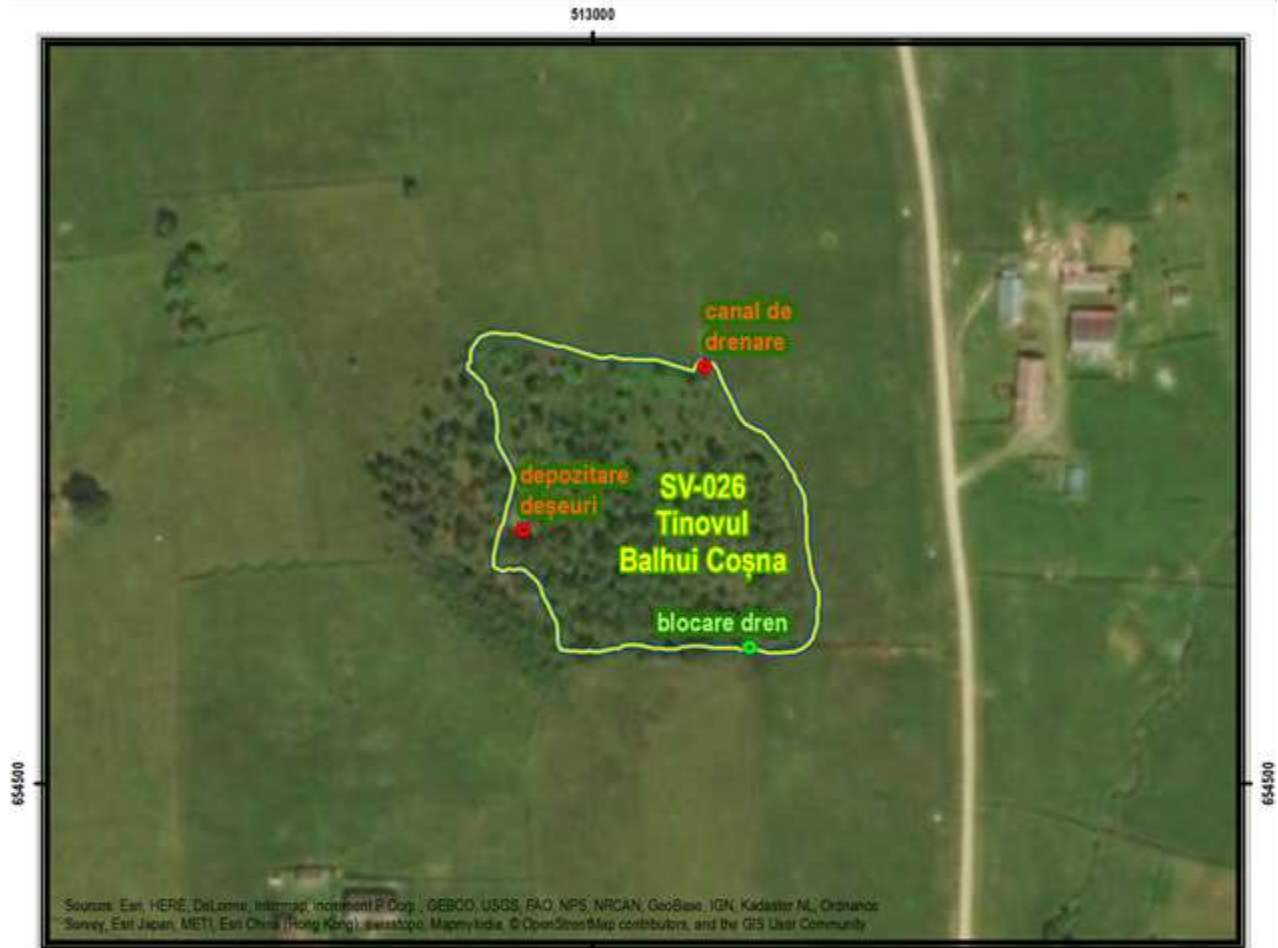 513000
canal de
drenare
depozitare
deșeuri
SV-026
Tinovul
Balhui Coșna
blocare dren
654500
654500
Sources: Esri, HERE, DeLorme, Intermap, increment P Corp., GEBCO, USGS, FAO, NPS, NRCAN, GeoBase, IGN, Kadaster NL, Ordnance
Survey, Esri Japan, METI, Esri China (Hong Kong), swisstopo, MapmyIndia, © OpenStreetMap contributors, and the GIS User Community